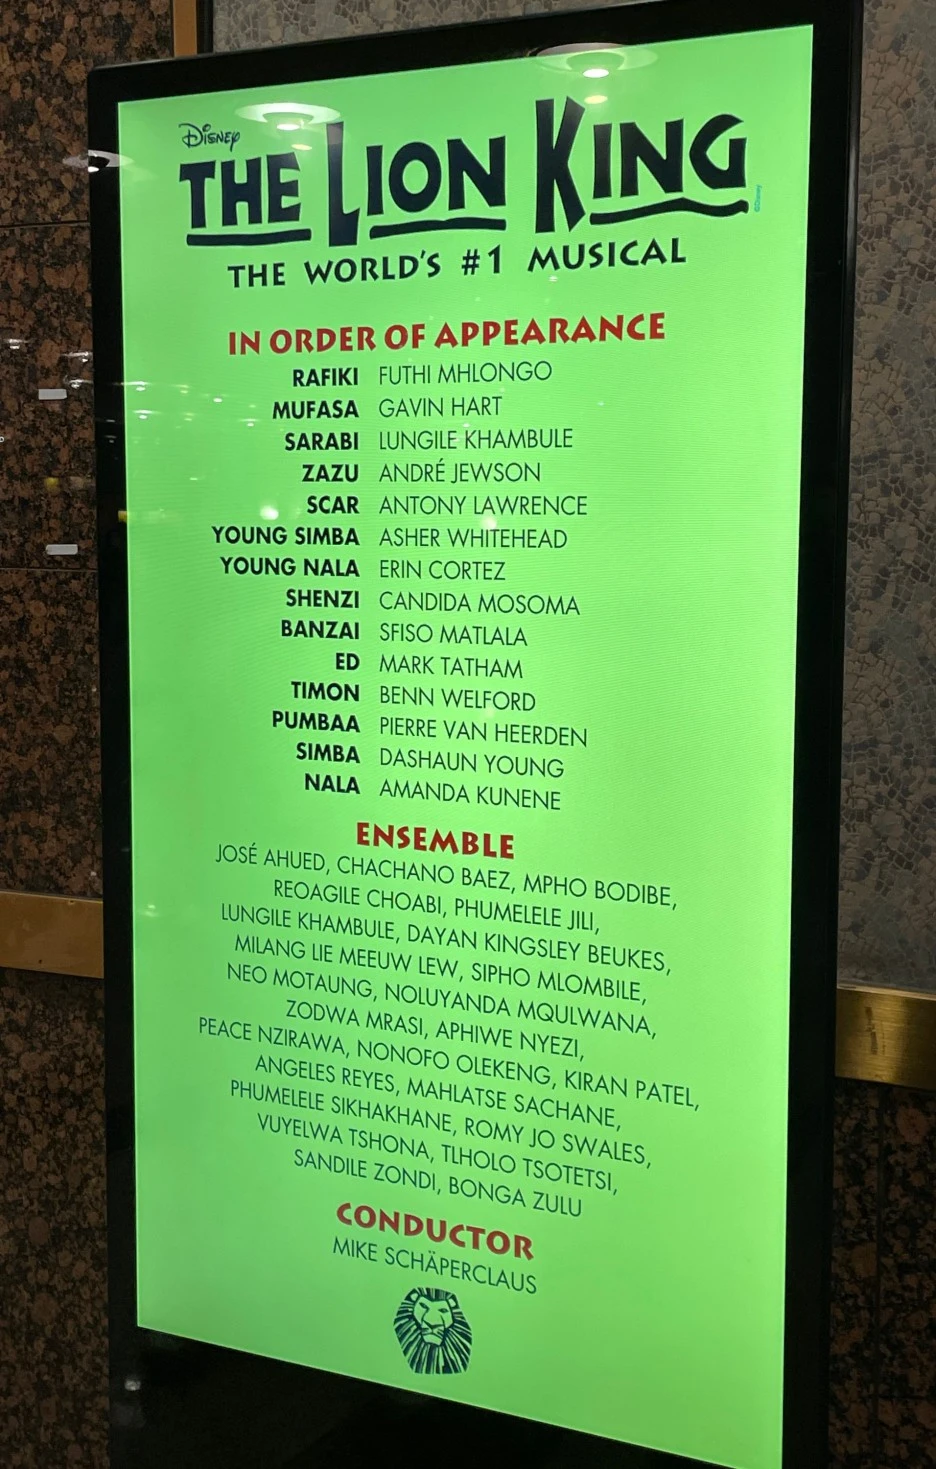 Disney
THE LION KING
©Disney
THE WORLD'S #1 MUSICAL
IN ORDER OF APPEARANCE
RAFIKI FUTHI MHLONGO
MUFASA GAVIN HART
SARABI LUNGILE KHAMBULE
ZAZU ANDRÉ JEWSON
SCAR ANTONY LAWRENCE
YOUNG SIMBA ASHER WHITEHEAD
YOUNG NALA ERIN CORTEZ
SHENZI CANDIDA MOSOMA
BANZAI SFISO MATLALA
ED MARK TATHAM
TIMON BENN WELFORD
PUMBAA PIERRE VAN HEERDEN
SIMBA DASHAUN YOUNG
NALA AMANDA KUNENE
ENSEMBLE
JOSÉ AHUED, CHACHANO BAEZ, MPHO BODIBE,
REOAGILE CHOABI, PHUMELELE JILI,
LUNGILE KHAMBULE, DAYAN KINGSLEY BEUKES,
MILANG LIE MEEUW LEW, SIPHO MLOMBILE,
NEO MOTAUNG, NOLUYANDA MQULWANA,
ZODWA MRASI, APHIWE NYEZI,
PEACE NZIRAWA, NONOFO OLEKENG, KIRAN PATEL,
ANGELES REYES, MAHLATSE SACHANE,
PHUMELELE SIKHAKHANE, ROMY JO SWALES,
VUYELWA TSHONA, TLHOLO TSOTETSI,
SANDILE ZONDI, BONGA ZULU
CONDUCTOR
MIKE SCHÄPERCLAUS